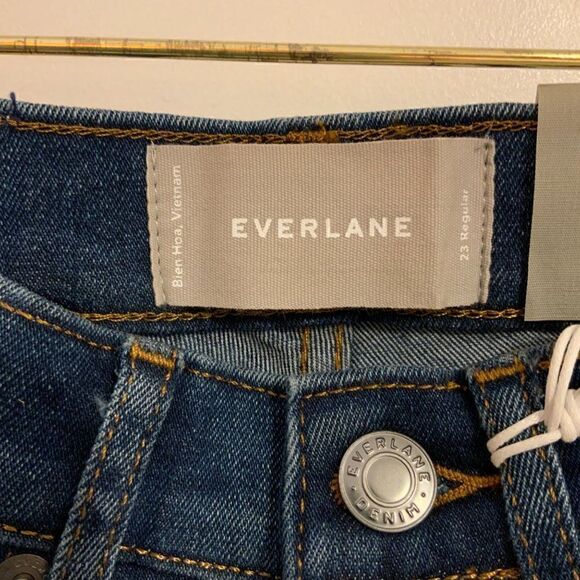 Bien Hoa, Vietnam
EVERLANE
23 Regular
EVERLANE
DENIM